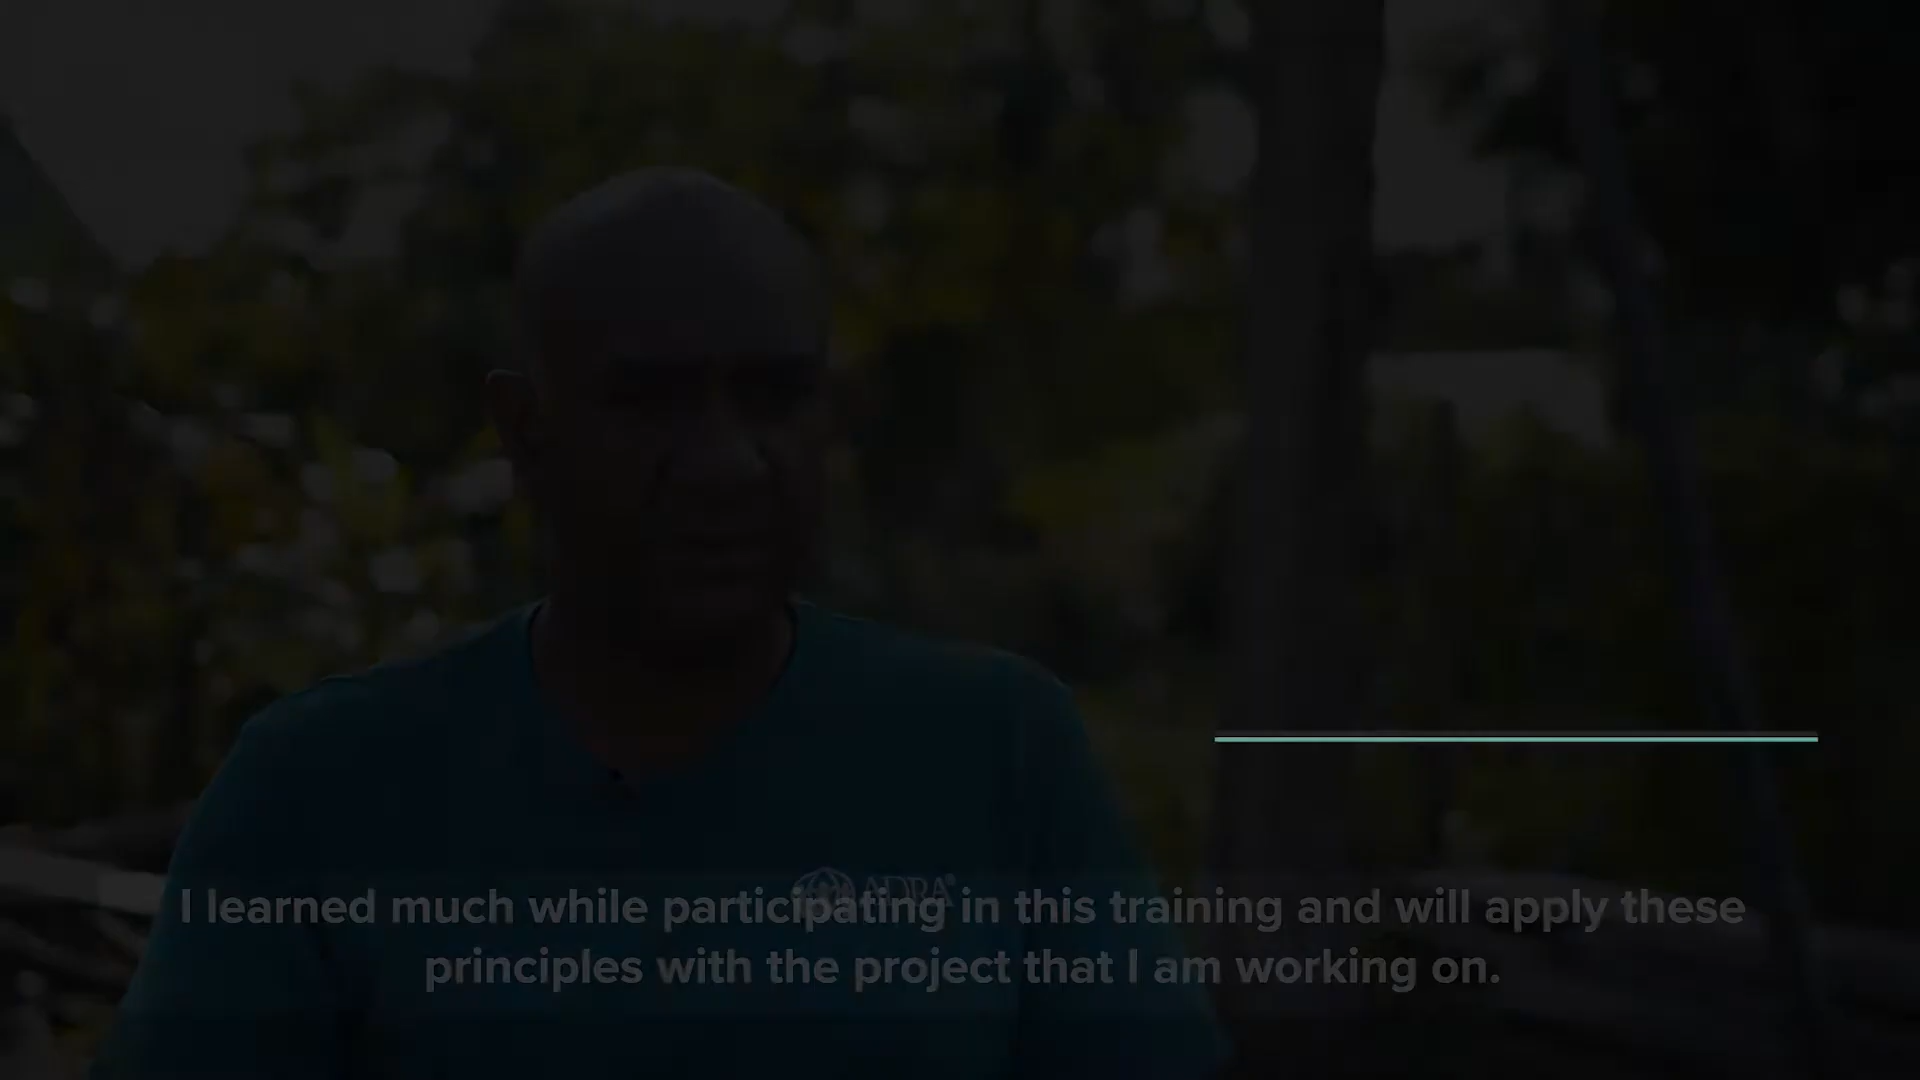 ADRA®
I learned much while participating in this training and will apply these
principles with the project that I am working on.